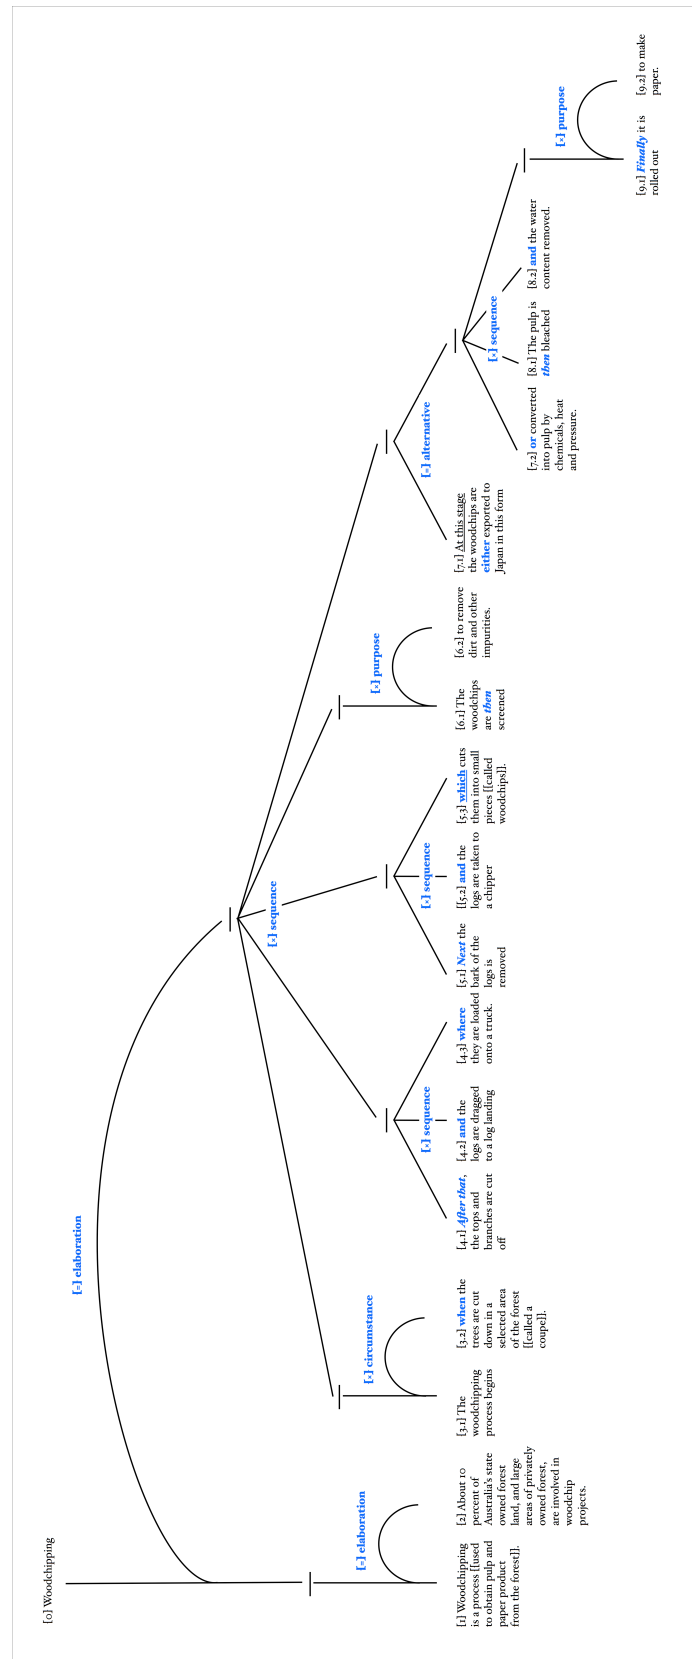 [0] Woodchipping
[=] elaboration
[1] Woodchipping
is a process [[used
to obtain pulp and
paper product
from the forest]].
[=] elaboration
[2] About 10
percent of
Australia's state
owned forest
land, and large
areas of privately
owned forest,
are involved in
woodchip
projects.
[×] sequence
[3.1] The
woodchipping
process begins
[×] circumstance
[3.2] when the
trees are cut
down in a
selected area
of the forest
[[called a
coupe]].
[4.1] After that,
the tops and
branches are cut
off
[×] sequence
[4.2] and the
logs are dragged
to a log landing
[4.3] where
they are loaded
onto a truck.
[5.1] Next the
bark of the
logs is
removed
[×] sequence
[[5.2] and the
logs are taken to
a chipper
[5.3] which cuts
them into small
pieces [[called
woodchips]].
[6.1] The
woodchips
are then
screened
[×] purpose
[6.2] to remove
dirt and other
impurities.
[7.1] At this stage
the woodchips are
either exported to
Japan in this form
[=] alternative
[7.2] or converted
into pulp by
chemicals, heat
and pressure.
[×] sequence
[8.1] The pulp is
then bleached
[8.2] and the water
content removed.
[9.1] Finally it is
rolled out
[×] purpose
[9.2] to make
paper.